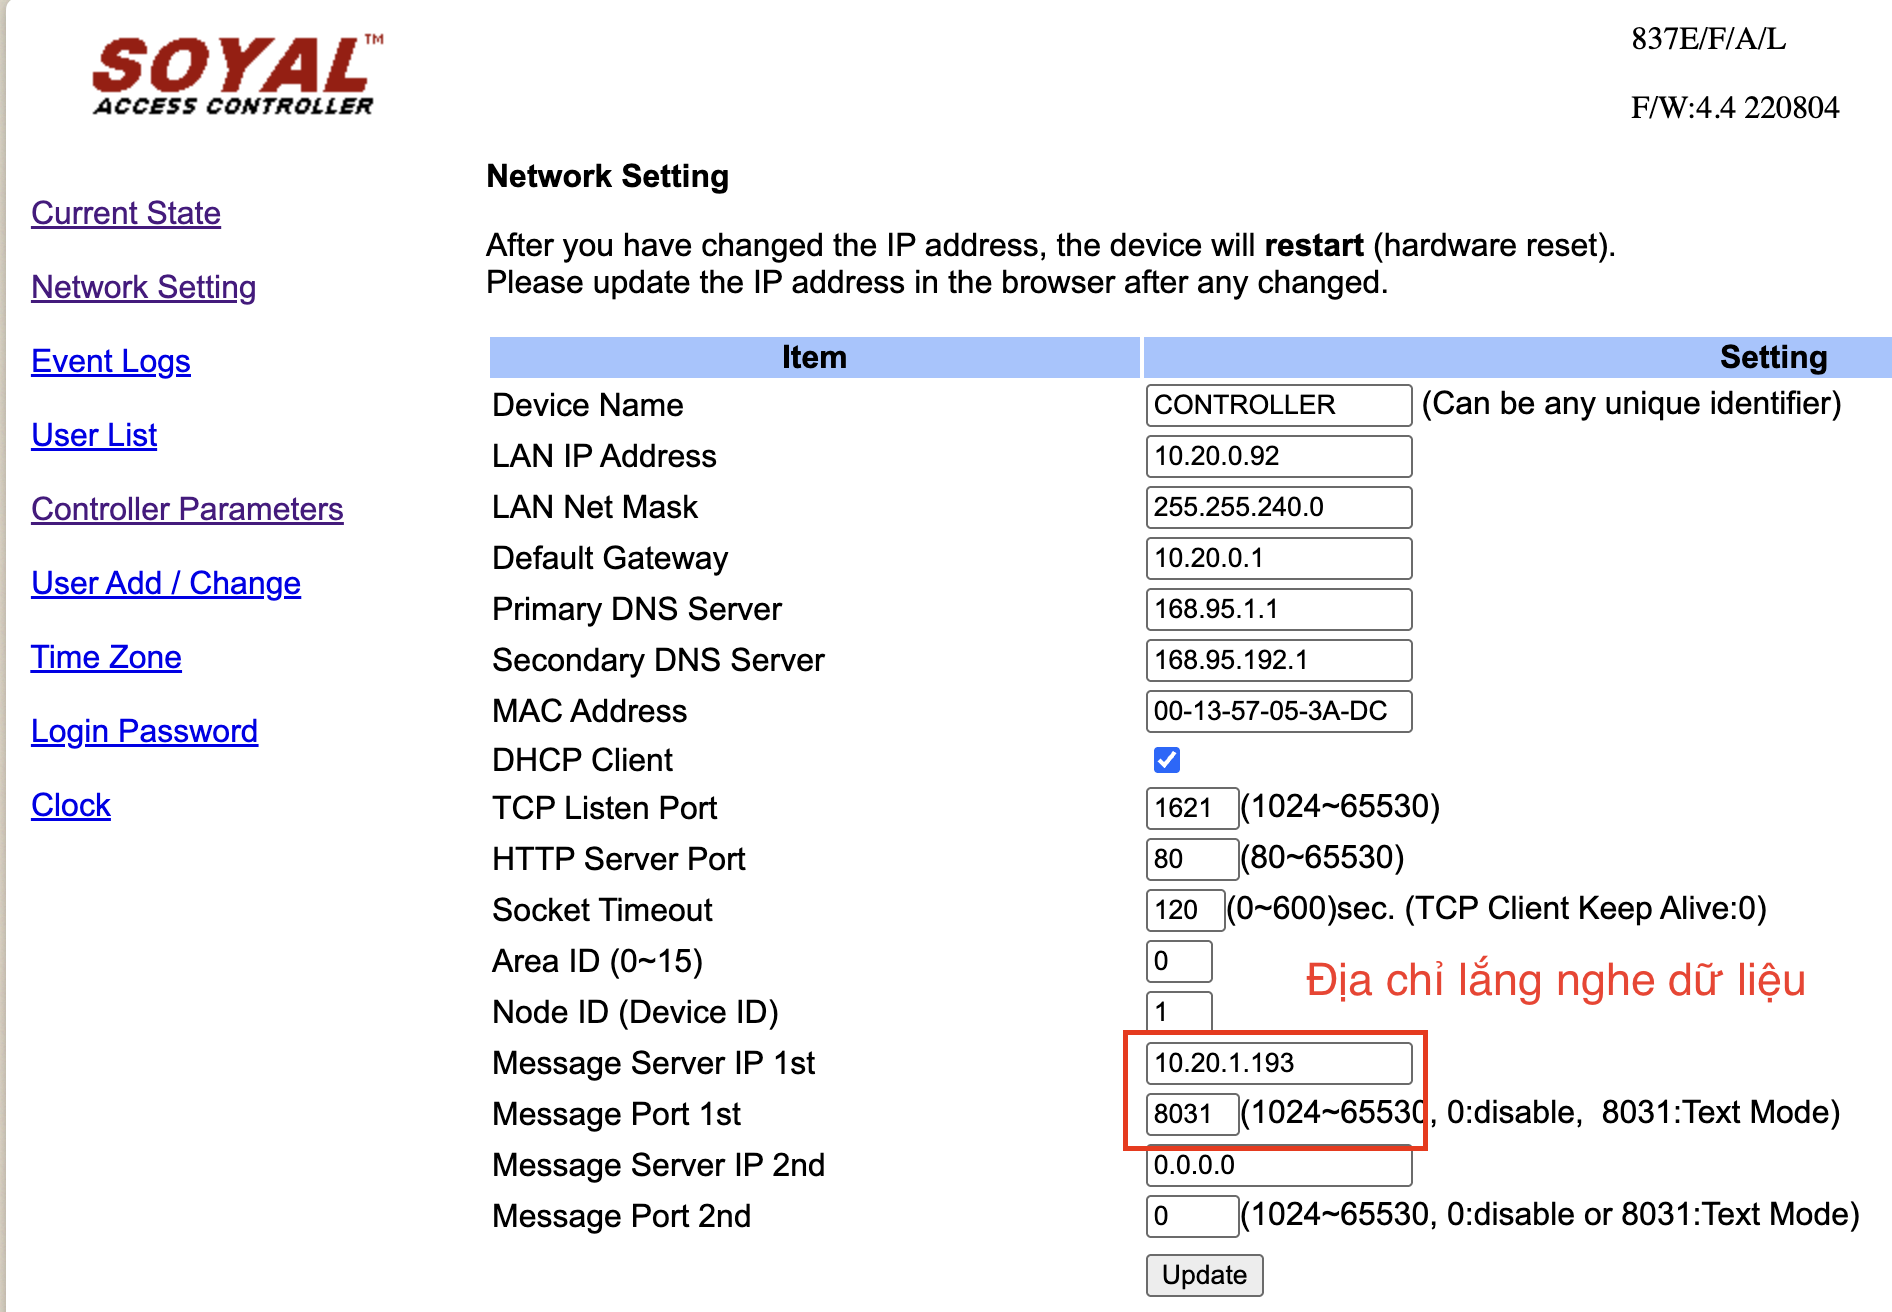 SOYAL™
ACCESS CONTROLLER
837E/F/A/L
F/W:4.4 220804
Current State
Network Setting
Event Logs
User List
Controller Parameters
User Add / Change
Time Zone
Login Password
Clock
Network Setting
After you have changed the IP address, the device will restart (hardware reset).
Please update the IP address in the browser after any changed.
Item Setting
Device Name CONTROLLER (Can be any unique identifier)
LAN IP Address 10.20.0.92
LAN Net Mask 255.255.240.0
Default Gateway 10.20.0.1
Primary DNS Server 168.95.1.1
Secondary DNS Server 168.95.192.1
MAC Address 00-13-57-05-3A-DC
DHCP Client
TCP Listen Port 1621 (1024~65530)
HTTP Server Port 80 (80~65530)
Socket Timeout 120 (0~600)sec. (TCP Client Keep Alive:0)
Area ID (0~15) 0
Địa chỉ lắng nghe dữ liệu
Node ID (Device ID) 1
Message Server IP 1st 10.20.1.193
Message Port 1st 8031 (1024~65530, 0:disable, 8031:Text Mode)
Message Server IP 2nd 0.0.0.0
Message Port 2nd 0 (1024~65530, 0:disable or 8031:Text Mode)
Update